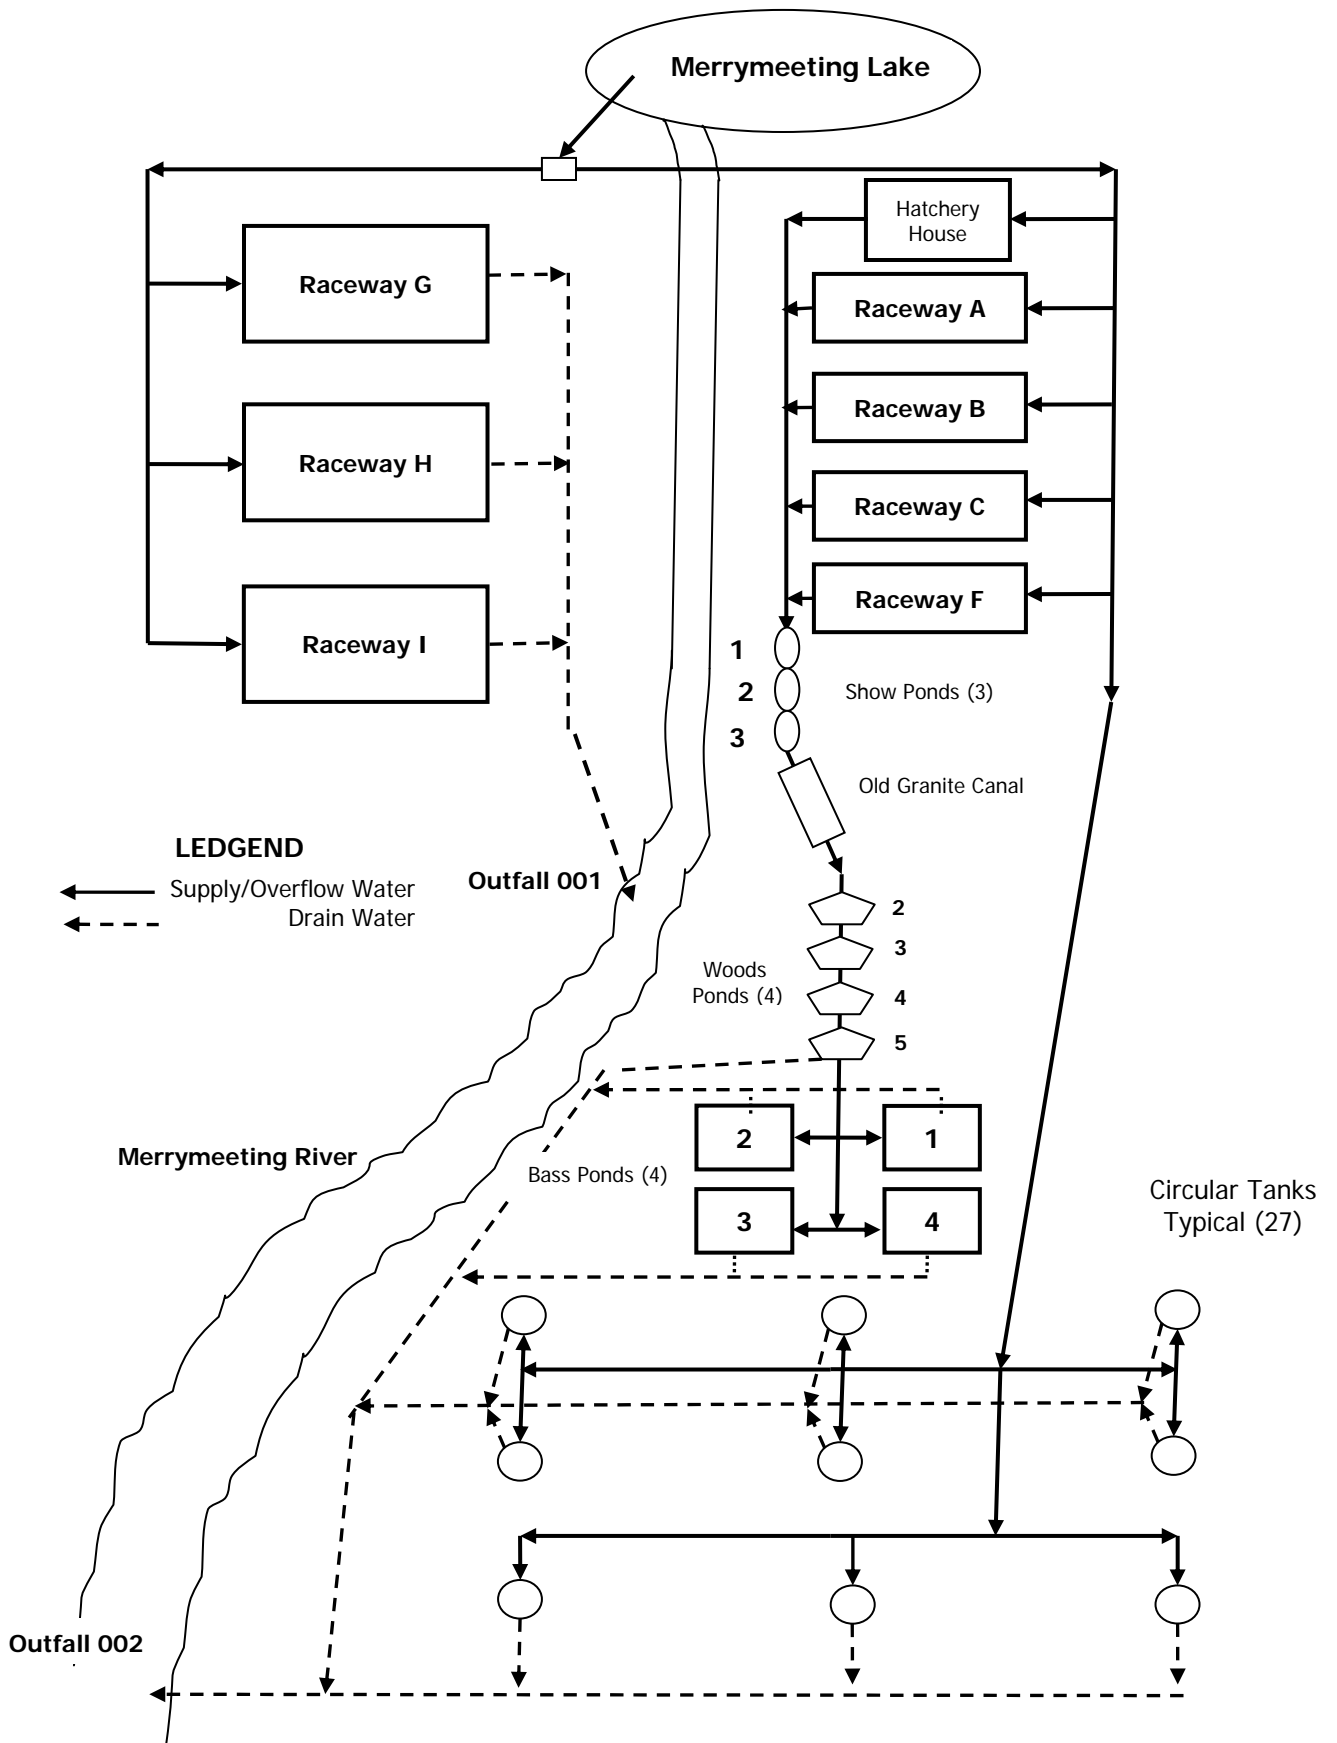 Merrymeeting Lake
Hatchery
House
Raceway G
Raceway A
Raceway B
Raceway H
Raceway C
Raceway F
Raceway I
1
2
3
Show Ponds (3)
Old Granite Canal
LEDGEND
Supply/Overflow Water
Drain Water
Outfall 001
2
3
4
5
Woods
Ponds (4)
2
1
3
4
Merrymeeting River
Bass Ponds (4)
Circular Tanks
Typical (27)
Outfall 002